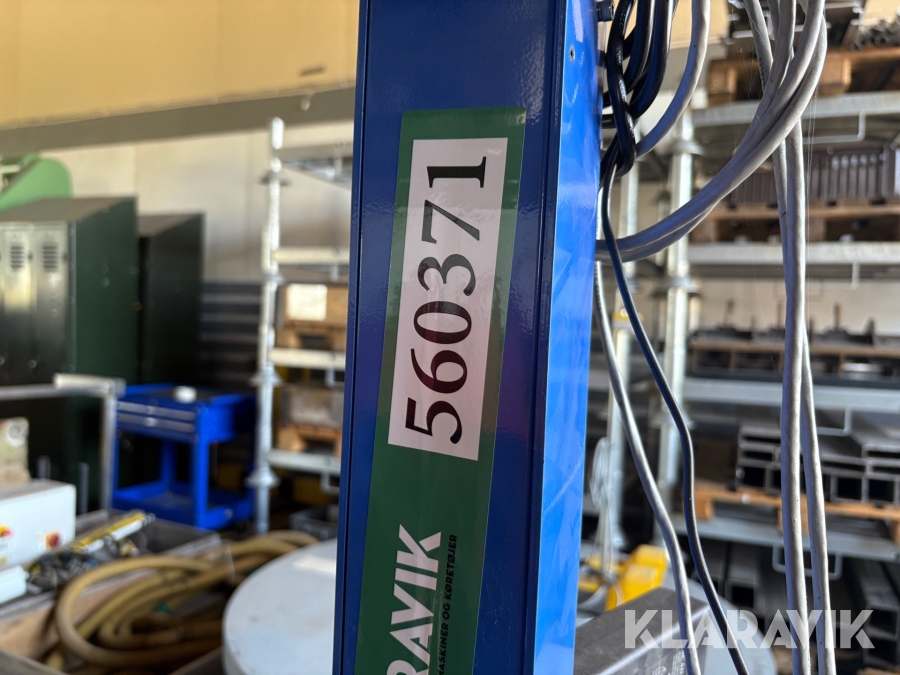 560371
RAVIK
MASKINER OG KØRETØJER
KLARAVIK